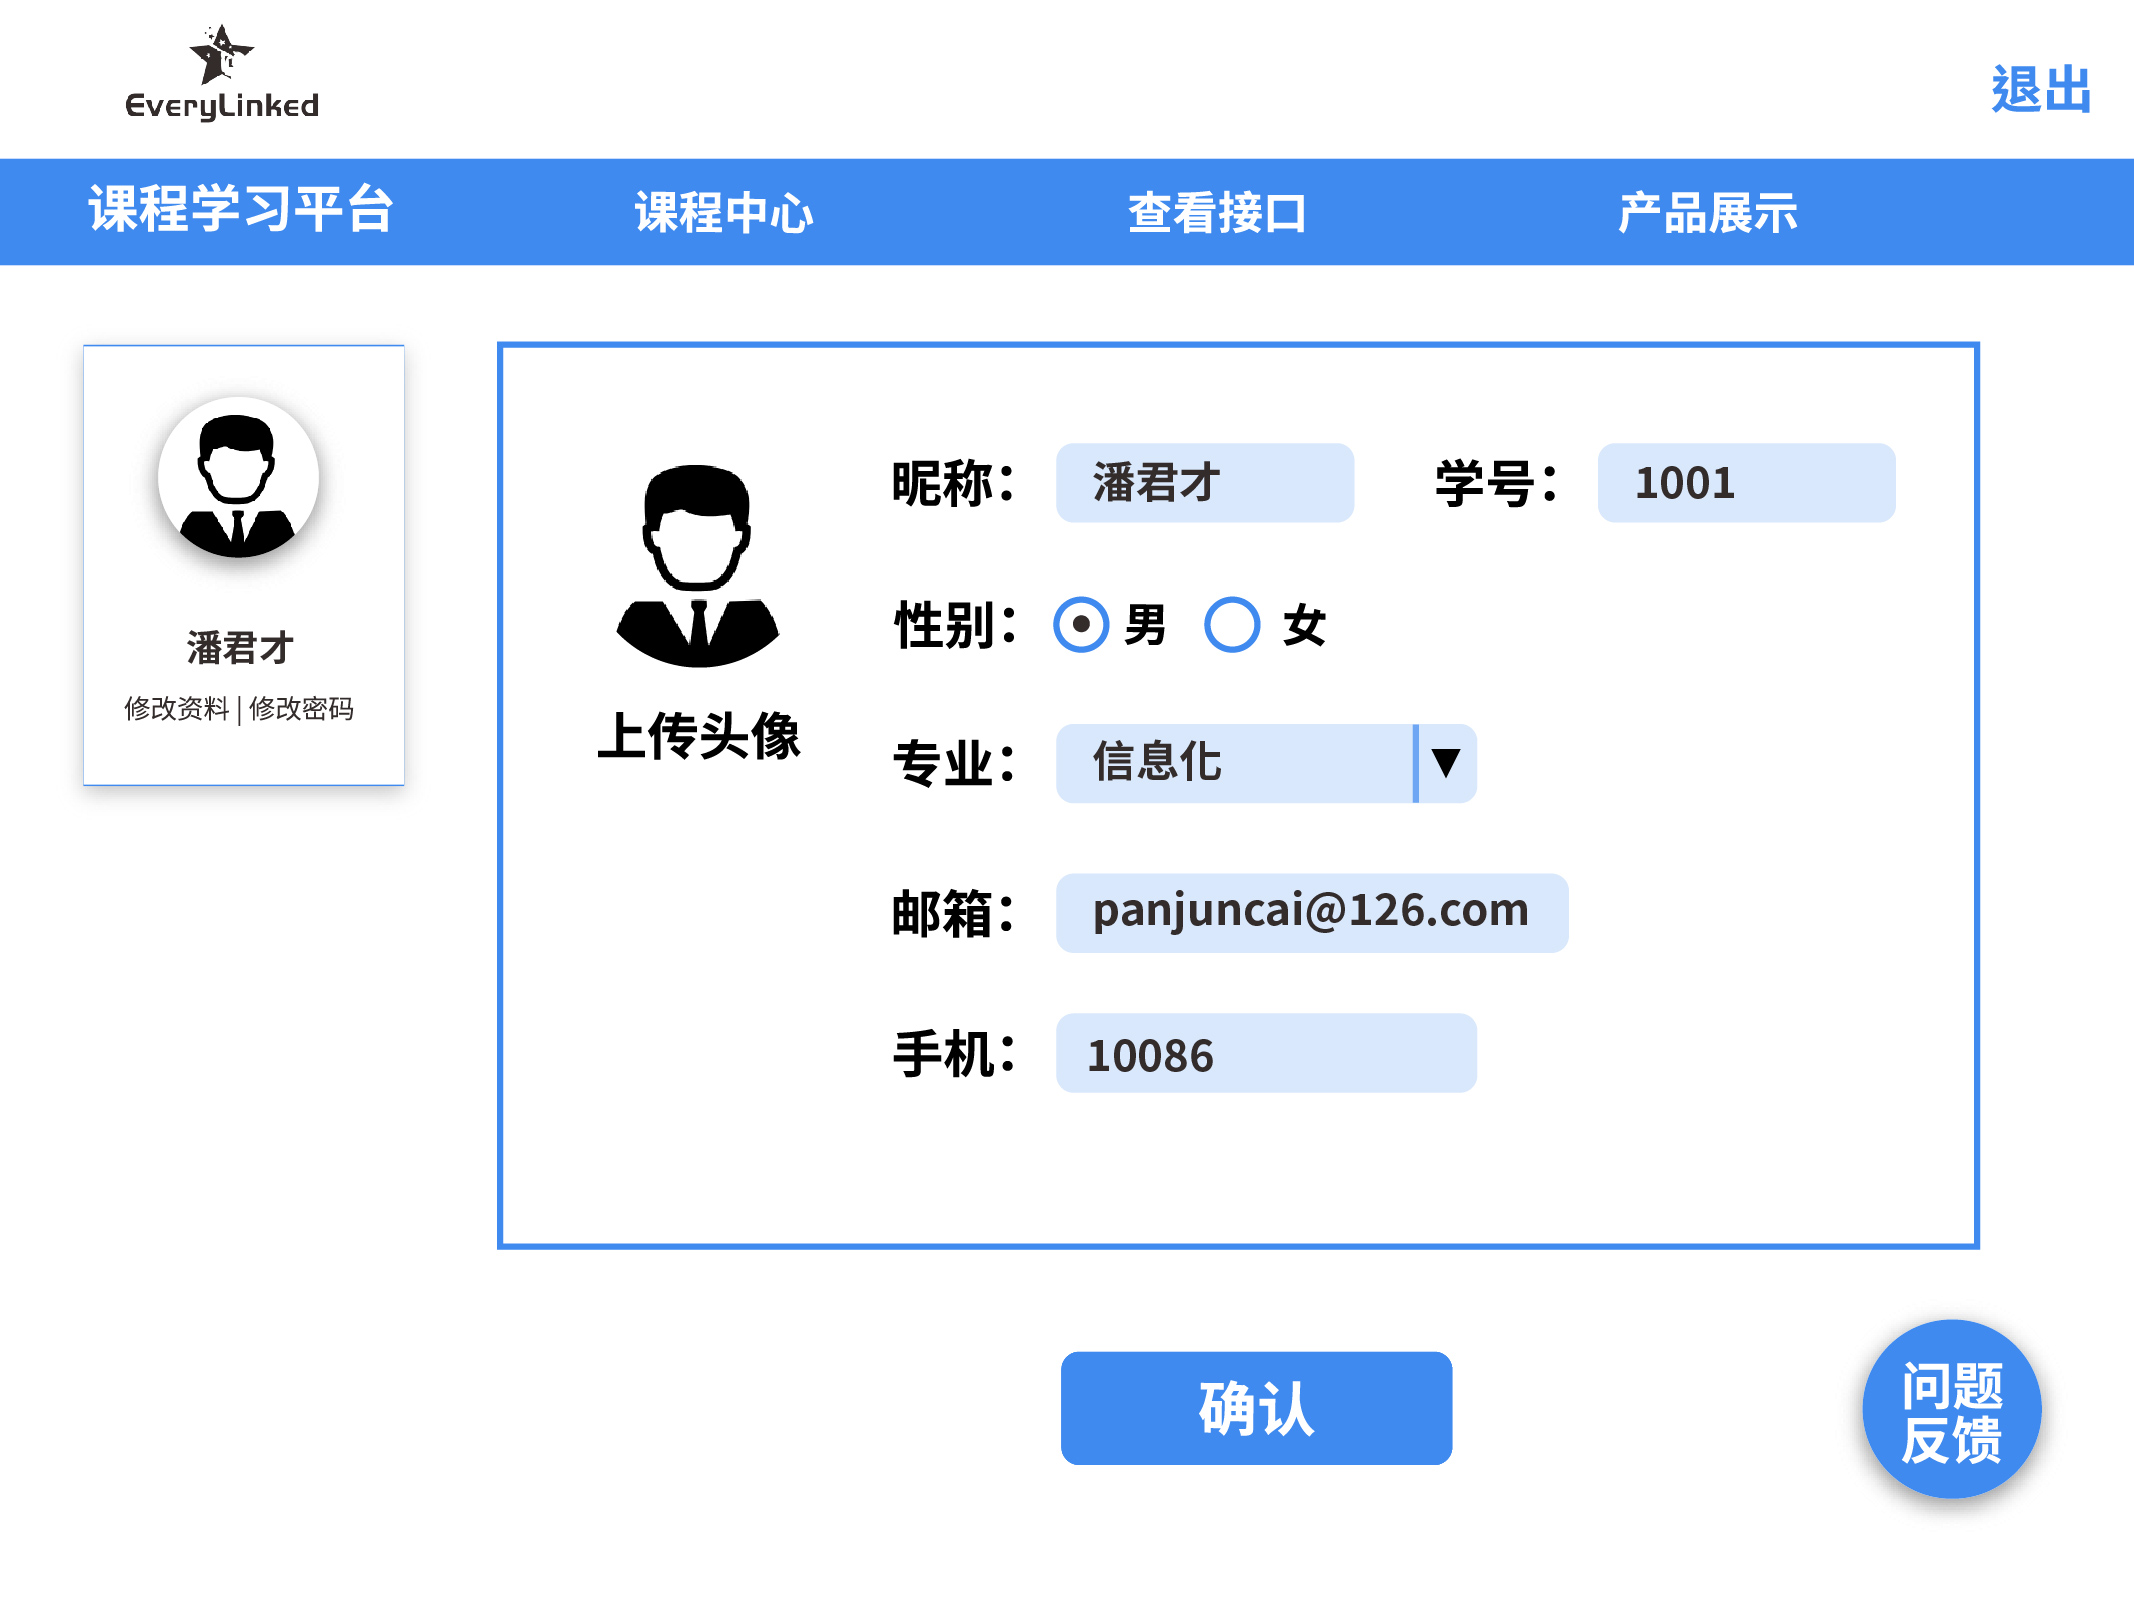 EveryLinked
退出
课程学习平台 课程中心 查看接口 产品展示
潘君才
修改资料 | 修改密码
上传头像
昵称： 潘君才 学号： 1001
性别： 男 女
专业： 信息化 ▼
邮箱： panjuncai@126.com
手机： 10086
确认
问题
反馈